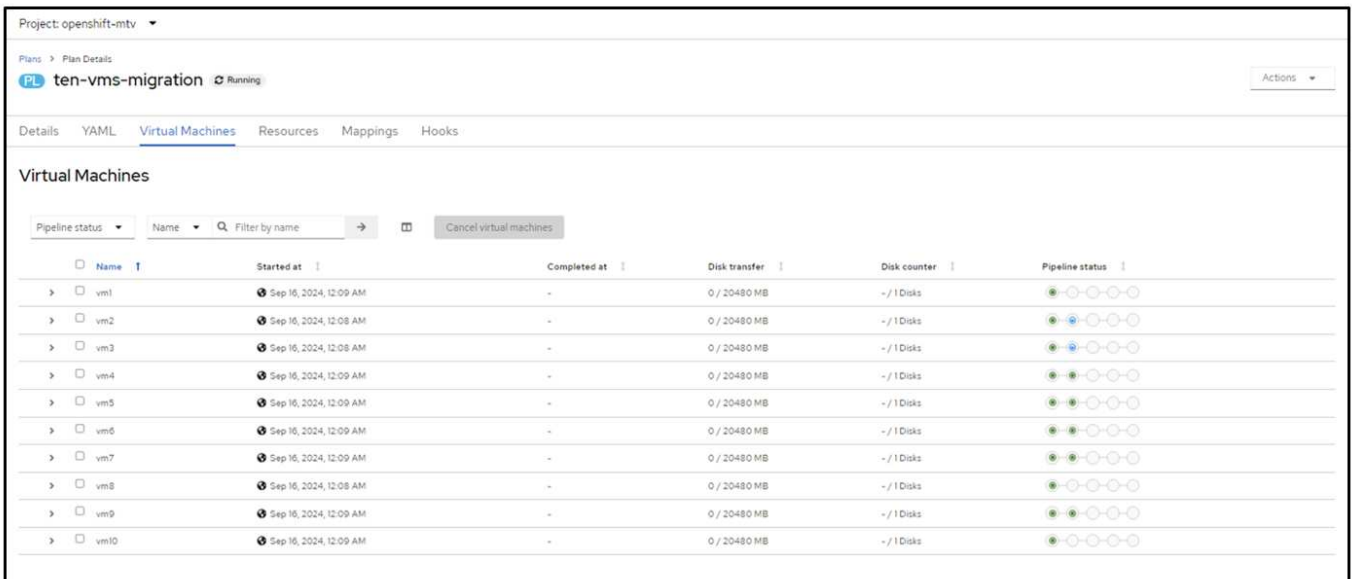 Project: openshift-mtv
Plans > Plan Details
PL ten-vms-migration Running
Actions
Details YAML Virtual Machines Resources Mappings Hooks
Virtual Machines
Pipeline status Name Filter by name Cancel virtual machines
Name Started at Completed at Disk transfer Disk counter Pipeline status
vm1 Sep 16, 2024, 12:09 AM - 0 / 20480 MB - / 1 Disks
vm2 Sep 16, 2024, 12:08 AM - 0 / 20480 MB - / 1 Disks
vm3 Sep 16, 2024, 12:08 AM - 0 / 20480 MB - / 1 Disks
vm4 Sep 16, 2024, 12:09 AM - 0 / 20480 MB - / 1 Disks
vm5 Sep 16, 2024, 12:09 AM - 0 / 20480 MB - / 1 Disks
vm6 Sep 16, 2024, 12:09 AM - 0 / 20480 MB - / 1 Disks
vm7 Sep 16, 2024, 12:09 AM - 0 / 20480 MB - / 1 Disks
vm8 Sep 16, 2024, 12:08 AM - 0 / 20480 MB - / 1 Disks
vm9 Sep 16, 2024, 12:09 AM - 0 / 20480 MB - / 1 Disks
vm10 Sep 16, 2024, 12:09 AM - 0 / 20480 MB - / 1 Disks